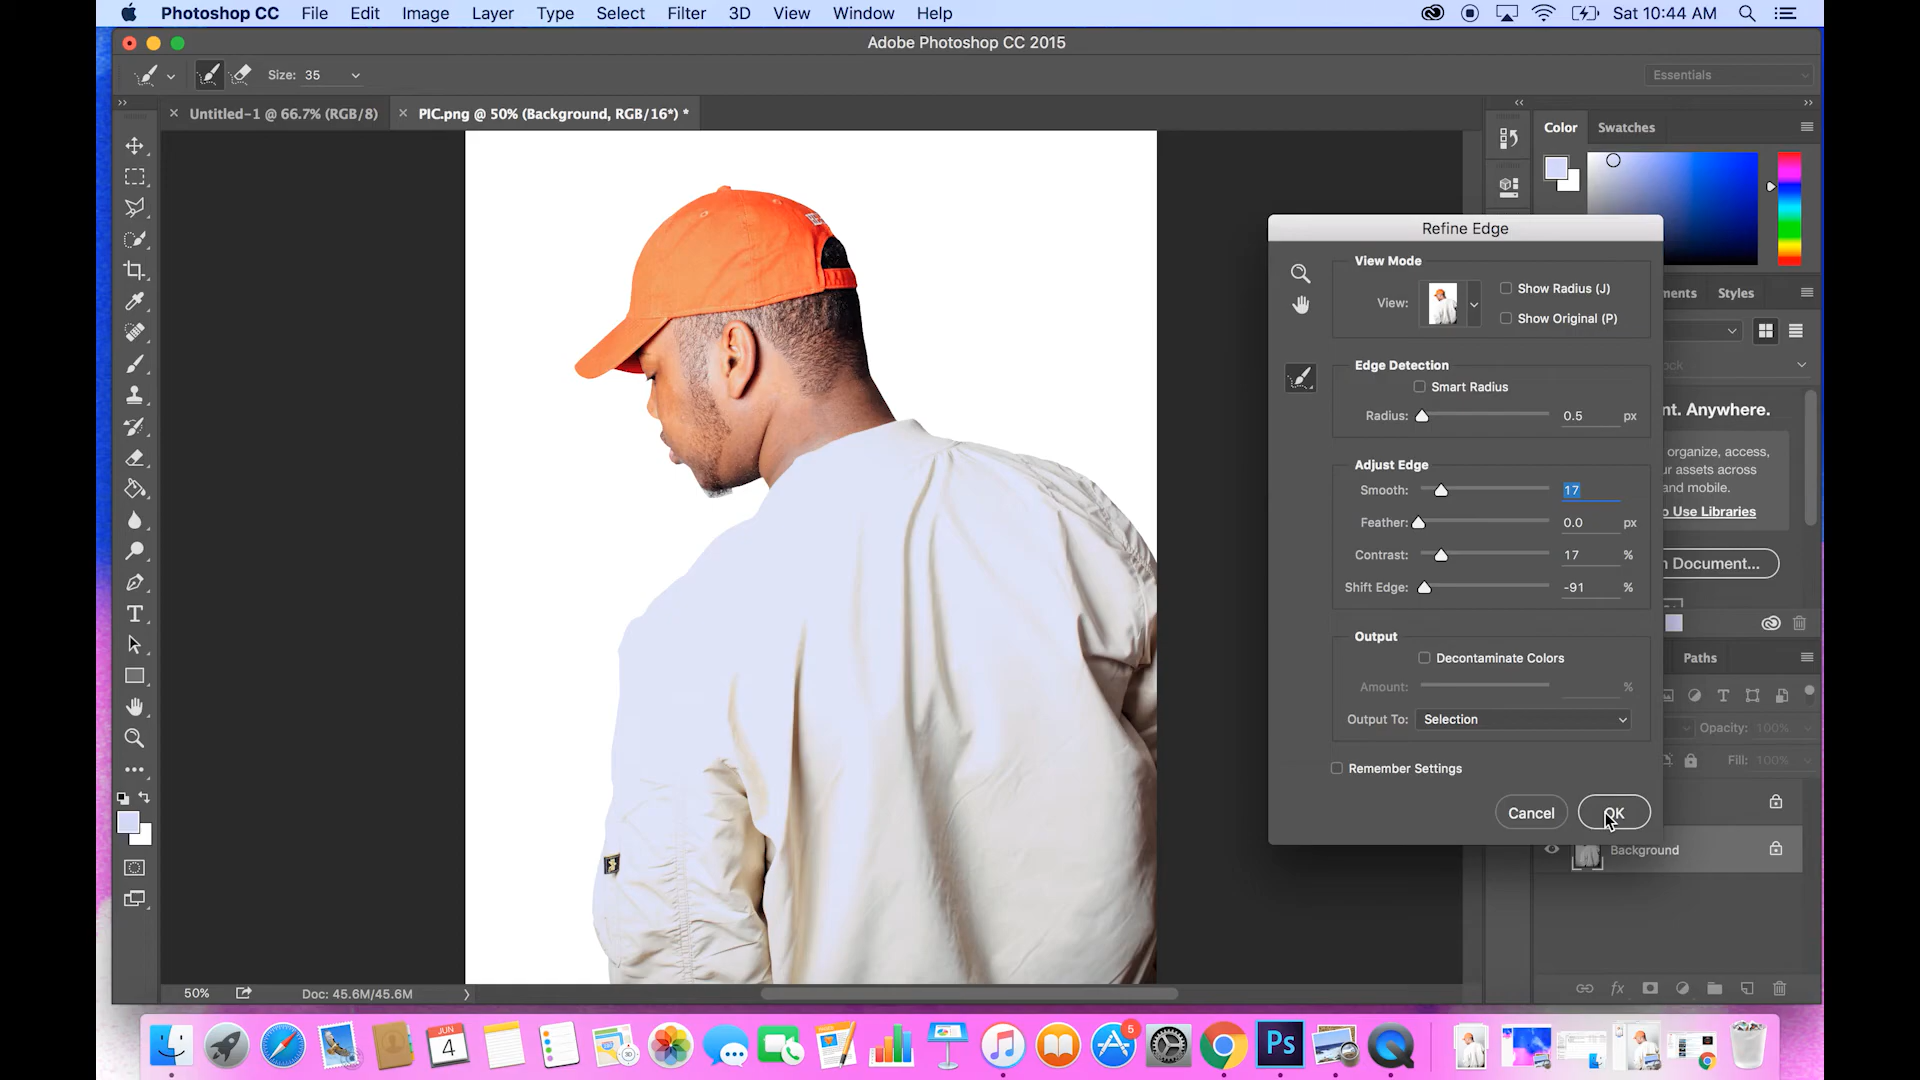 Photoshop CC File Edit Image Layer Type Select Filter 3D View Window Help Sat 10:44 AM
Adobe Photoshop CC 2015
Size: 35 Essentials
Untitled-1 @ 66.7% (RGB/8) PIC.png @ 50% (Background, RGB/16*) *
Color Swatches
Refine Edge
View Mode
View: Show Radius (J)
Show Original (P)
Edge Detection
Smart Radius
Radius: 0.5 px
Adjust Edge
Smooth: 17
Feather: 0.0 px
Contrast: 17 %
Shift Edge: -91 %
Output
Decontaminate Colors
Amount: %
Output To: Selection
Remember Settings
Cancel OK
ments Styles
ock
nt. Anywhere.
organize, access,
ur assets across
and mobile.
o Use Libraries
n Document...
Paths
Opacity: 100%
Fill: 100%
Background
50% Doc: 45.6M/45.6M
JUN
4
30
5
Ps